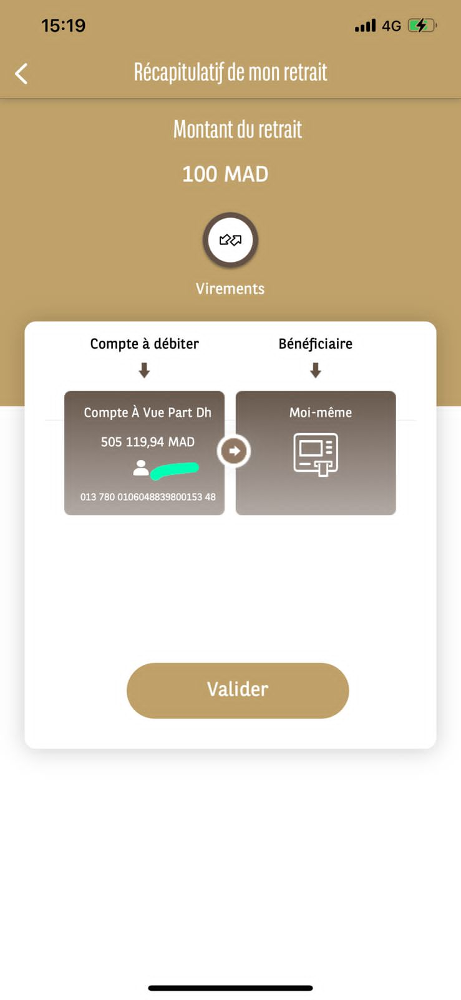 15:19
4G
Récapitulatif de mon retrait
Montant du retrait
100 MAD
Virements
Compte à débiter
Bénéficiaire
Compte À Vue Part Dh
Moi-même
505 119,94 MAD
013 780 0106048839800153 48
Valider